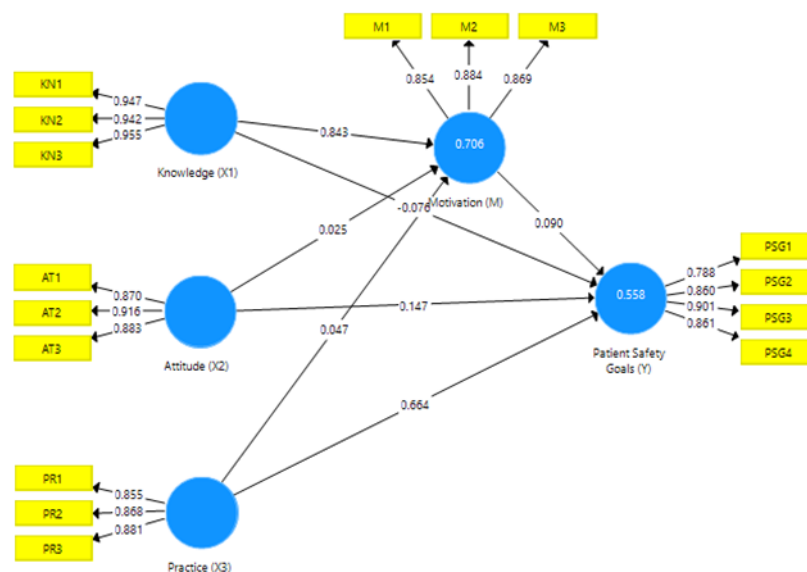 M1 M2 M3
0.854 0.884 0.869
KN1
KN2
KN3
0.947
0.942
0.955
Knowledge (X1)
0.843
0.706
Motivation (M)
-0.076
0.025
0.090
AT1
AT2
AT3
0.870
0.916
0.883
Attitude (X2)
0.147
0.047
0.558
Patient Safety
Goals (Y)
0.788
0.860
0.901
0.861
PSG1
PSG2
PSG3
PSG4
0.664
PR1
PR2
PR3
0.855
0.868
0.881
Practice (X3)